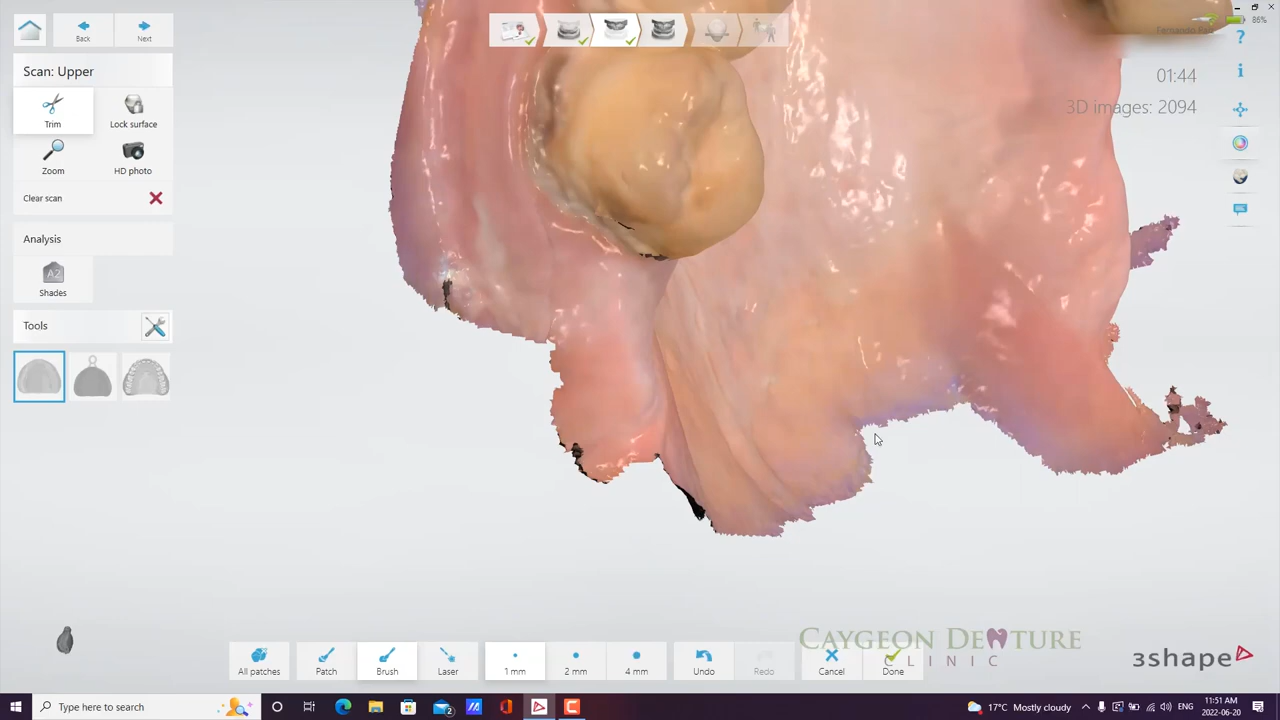 Back
Next
Scan: Upper
Trim
Lock surface
Zoom
HD photo
Clear scan
Analysis
A2
Shades
Tools
86%
01:44
3D images: 2094
All patches
Patch
Brush
Laser
1 mm
2 mm
4 mm
Undo
Redo
Cancel
Done
CAYGEON DENTURE
CLINIC
3shape
Type here to search
17°C Mostly cloudy
ENG
11:51 AM
2022-06-20